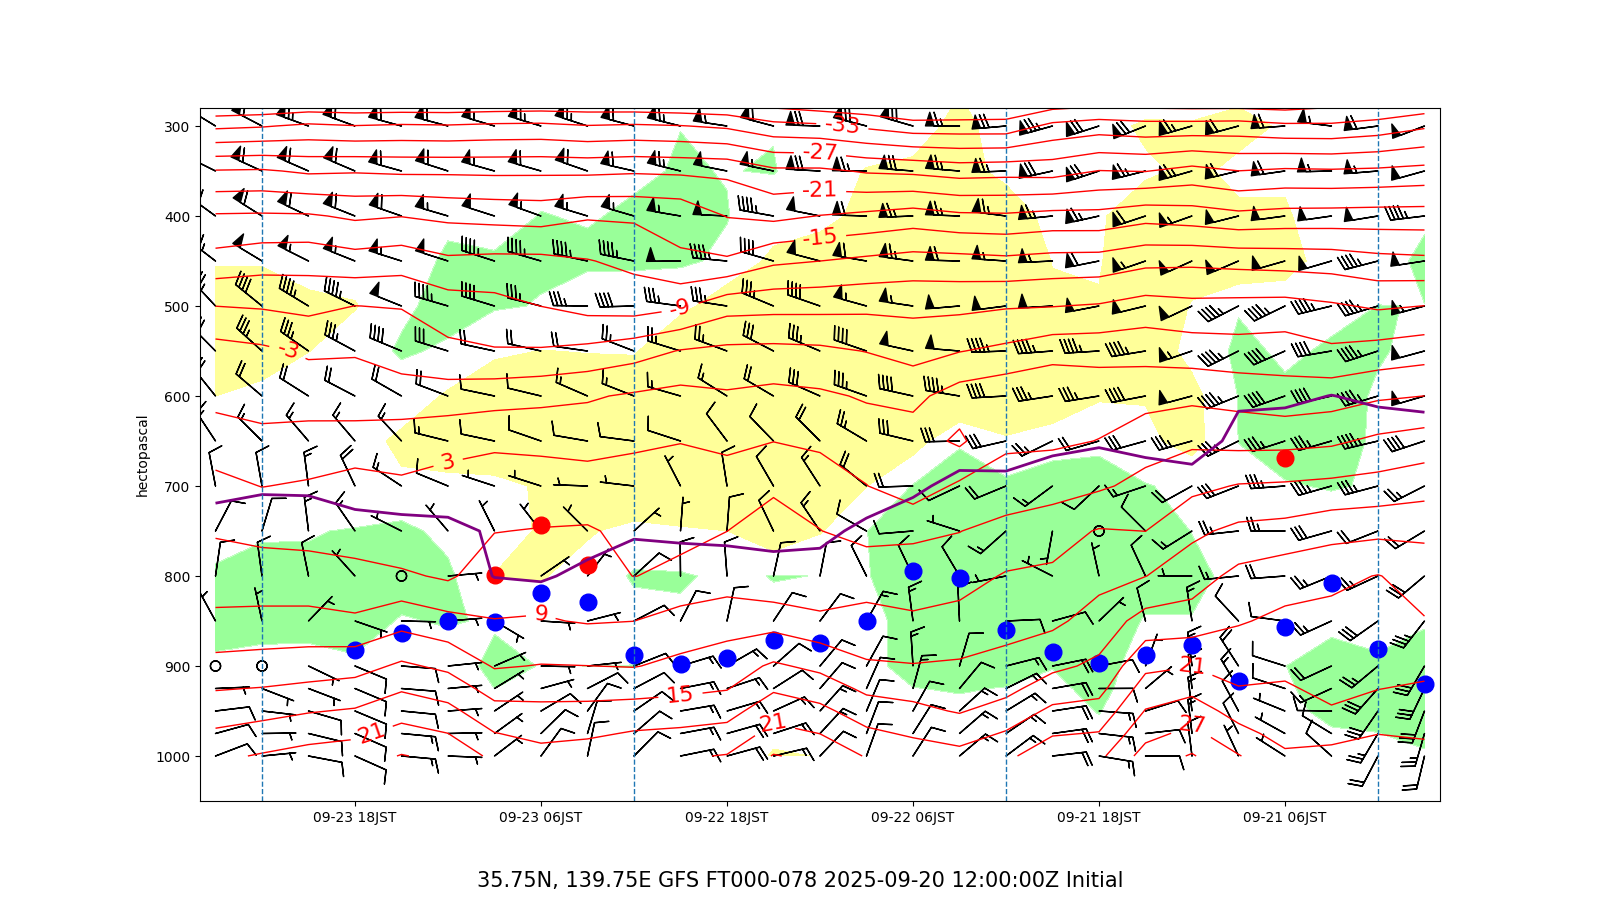 300
400
500
600
700
800
900
1000
hectopascal
-33
-27
-21
-15
-9
-3
3
9
15
21
21
21
27
09-23 18JST
09-23 06JST
09-22 18JST
09-22 06JST
09-21 18JST
09-21 06JST
35.75N, 139.75E GFS FT000-078 2025-09-20 12:00:00Z Initial